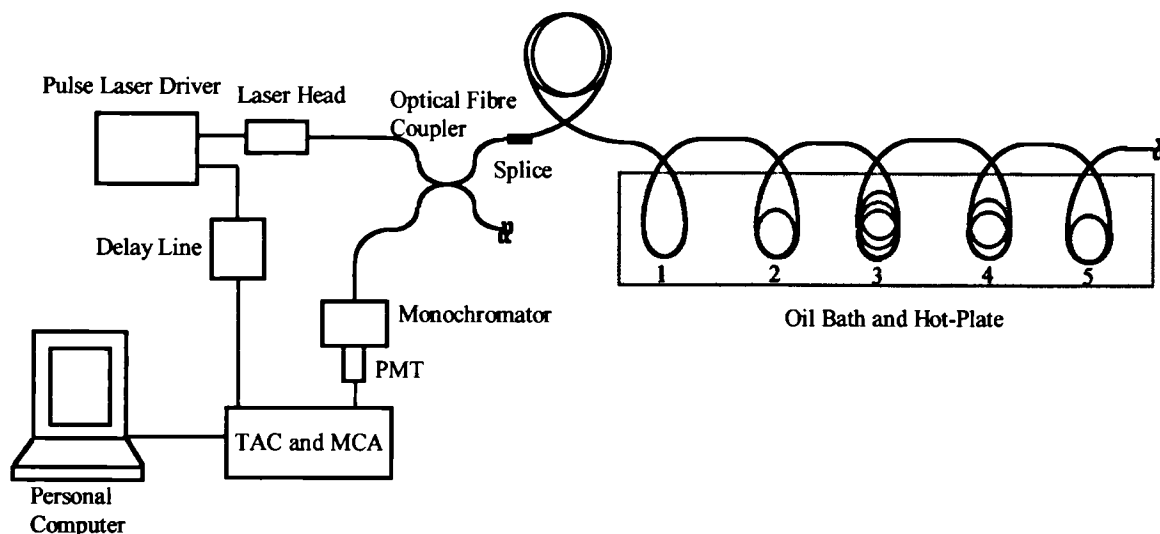 Pulse Laser Driver
Laser Head
Optical Fibre
Coupler
Splice
Delay Line
1 2 3 4 5
Oil Bath and Hot-Plate
Monochromator
PMT
TAC and MCA
Personal
Computer